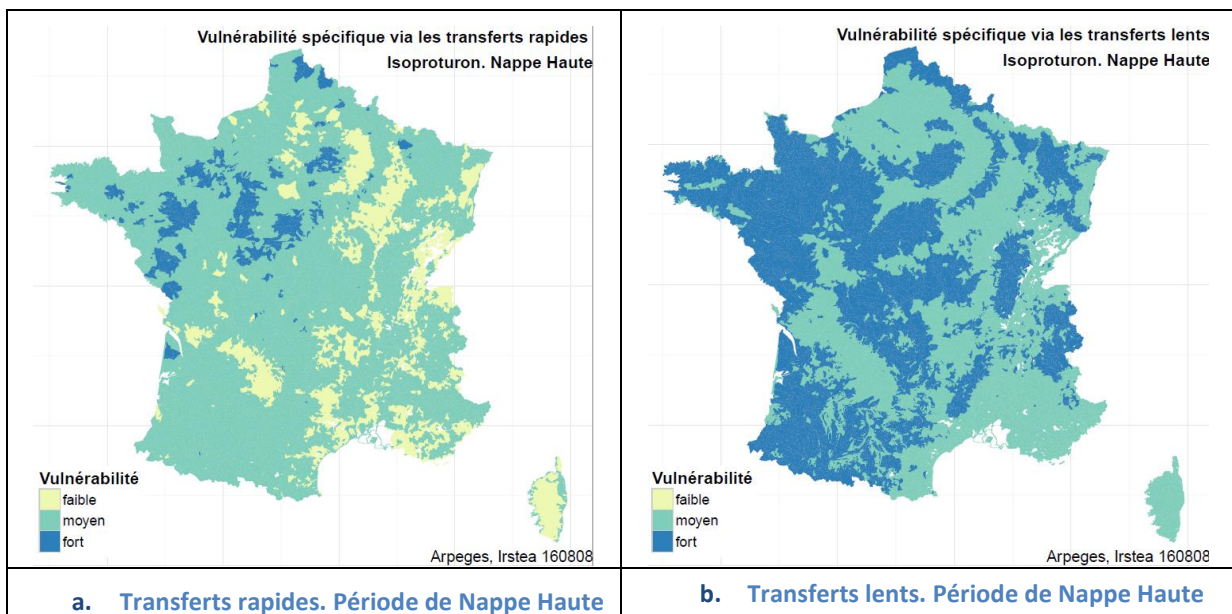 Vulnérabilité spécifique via les transferts rapides
Isoproturon. Nappe Haute
Vulnérabilité
faible
moyen
fort
Arpeges, Irstea 160808
a. Transferts rapides. Période de Nappe Haute
Vulnérabilité spécifique via les transferts lents
Isoproturon. Nappe Haute
Vulnérabilité
faible
moyen
fort
Arpeges, Irstea 160808
b. Transferts lents. Période de Nappe Haute